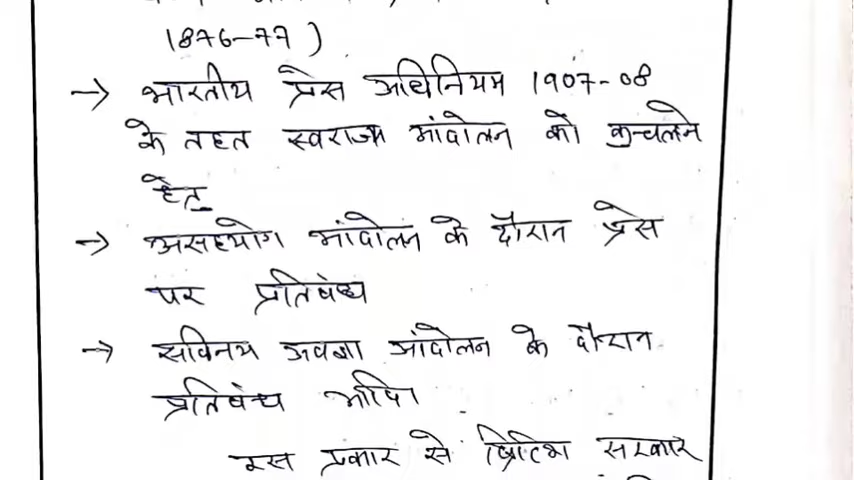 1876-77 )
→ भारतीय प्रेस अधिनियम 1907-08
के तहत स्वराज्य आंदोलन को कुचलने
हेतु
→ असहयोग आंदोलन के दौरान प्रेस
पर प्रतिबंध
→ सविनय अवज्ञा आंदोलन के दौरान
प्रतिबंध आदि।
इस प्रकार से ब्रिटिश सरकार